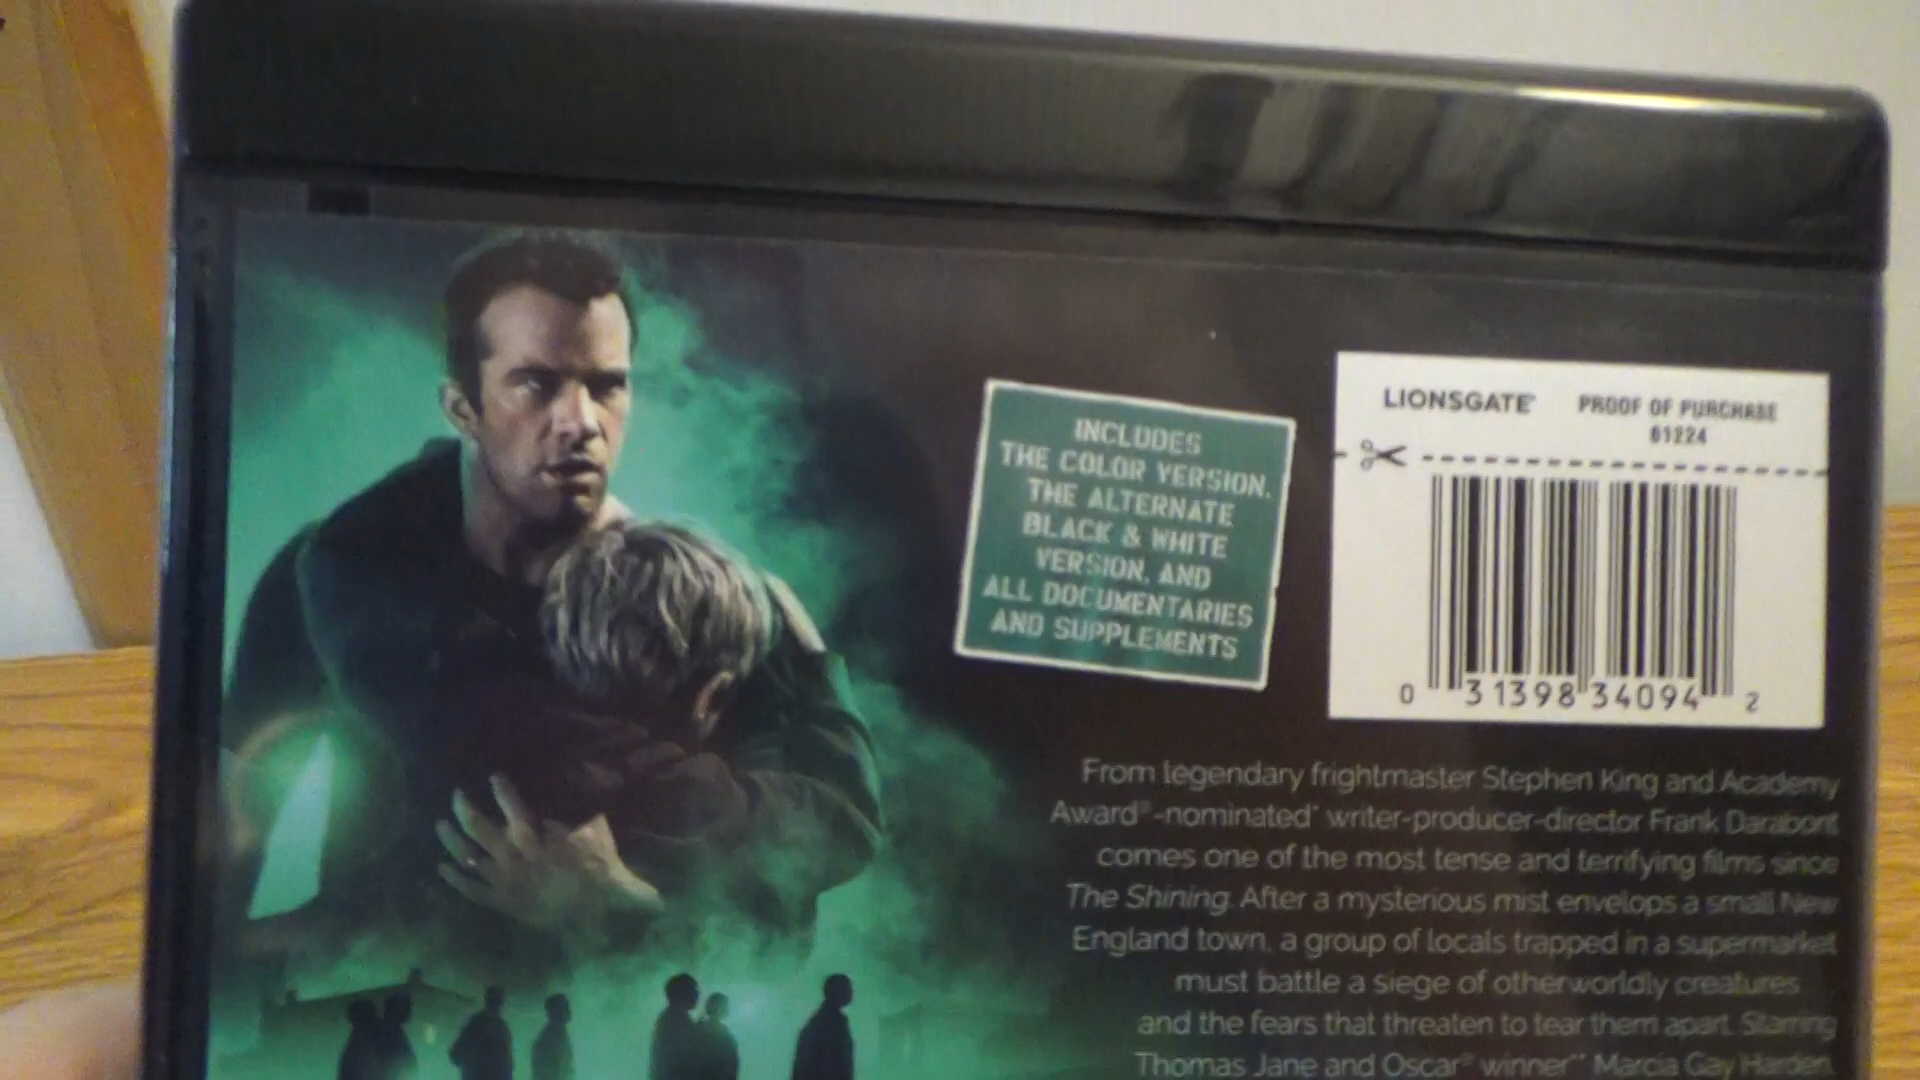 INCLUDES
THE COLOR VERSION,
THE ALTERNATE
BLACK & WHITE
VERSION, AND
ALL DOCUMENTARIES
AND SUPPLEMENTS
LIONSGATE PROOF OF PURCHASE
61224
0 31398 34094 2
From legendary frightmaster Stephen King and Academy
Award®-nominated* writer-producer-director Frank Darabont
comes one of the most tense and terrifying films since
The Shining. After a mysterious mist envelops a small New
England town, a group of locals trapped in a supermarket
must battle a siege of otherworldly creatures
and the fears that threaten to tear them apart. Starring
Thomas Jane and Oscar® winner** Marcia Gay Harden.